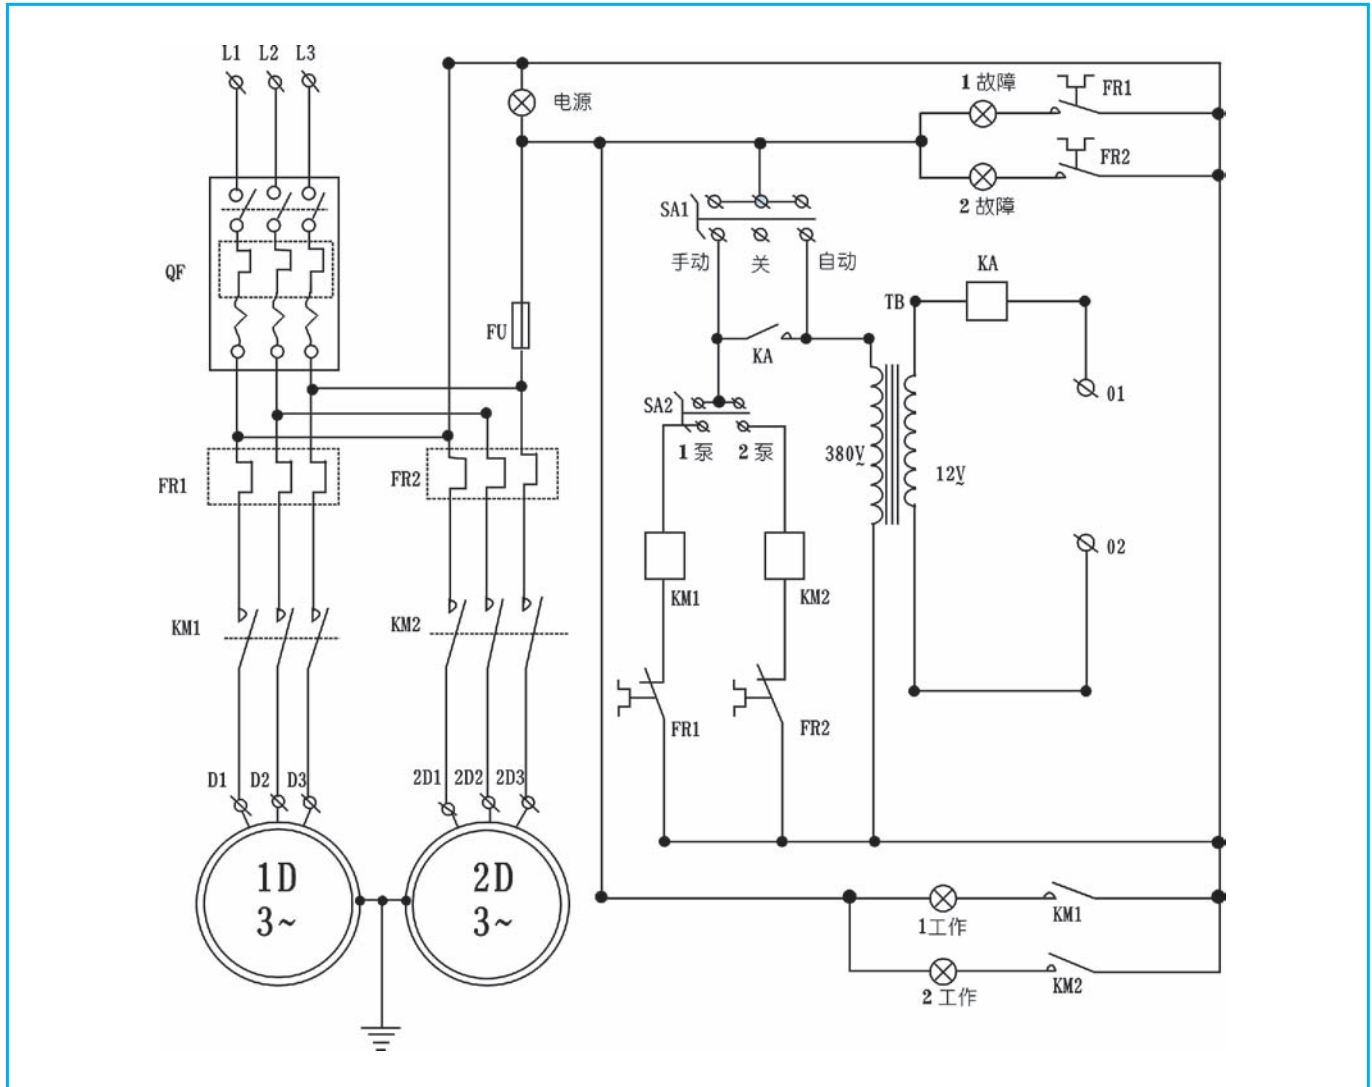 L1 L2 L3
电源
1 故障
FR1
FR2
2 故障
SA1
手动 关 自动
QF
KA
TB
FU
KA
SA2
01
1 泵 2 泵
380V~
12V~
FR1
FR2
02
KM1
KM2
KM1
KM2
FR1
FR2
D1 D2 D3
2D1 2D2 2D3
1D
3~
2D
3~
KM1
1工作
KM2
2 工作